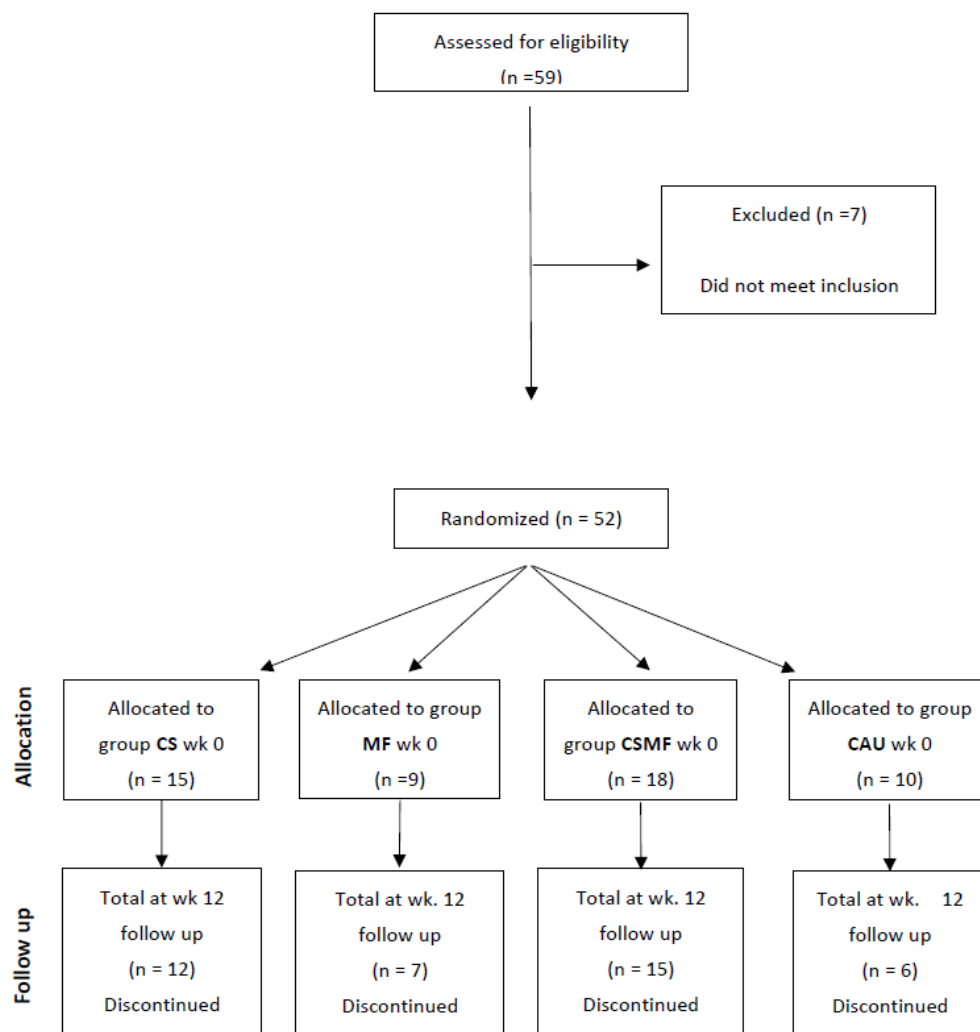 Assessed for eligibility
(n =59)
Excluded (n =7)
Did not meet inclusion
Randomized (n = 52)
Allocation
Allocated to
group CS wk 0
(n = 15)
Allocated to group
MF wk 0
(n =9)
Allocated to
group CSMF wk 0
(n = 18)
Allocated to group
CAU wk 0
(n = 10)
Follow up
Total at wk 12
follow up
(n = 12)
Discontinued
Total at wk. 12
follow up
(n = 7)
Discontinued
Total at wk. 12
follow up
(n = 15)
Discontinued
Total at wk. 12
follow up
(n = 6)
Discontinued